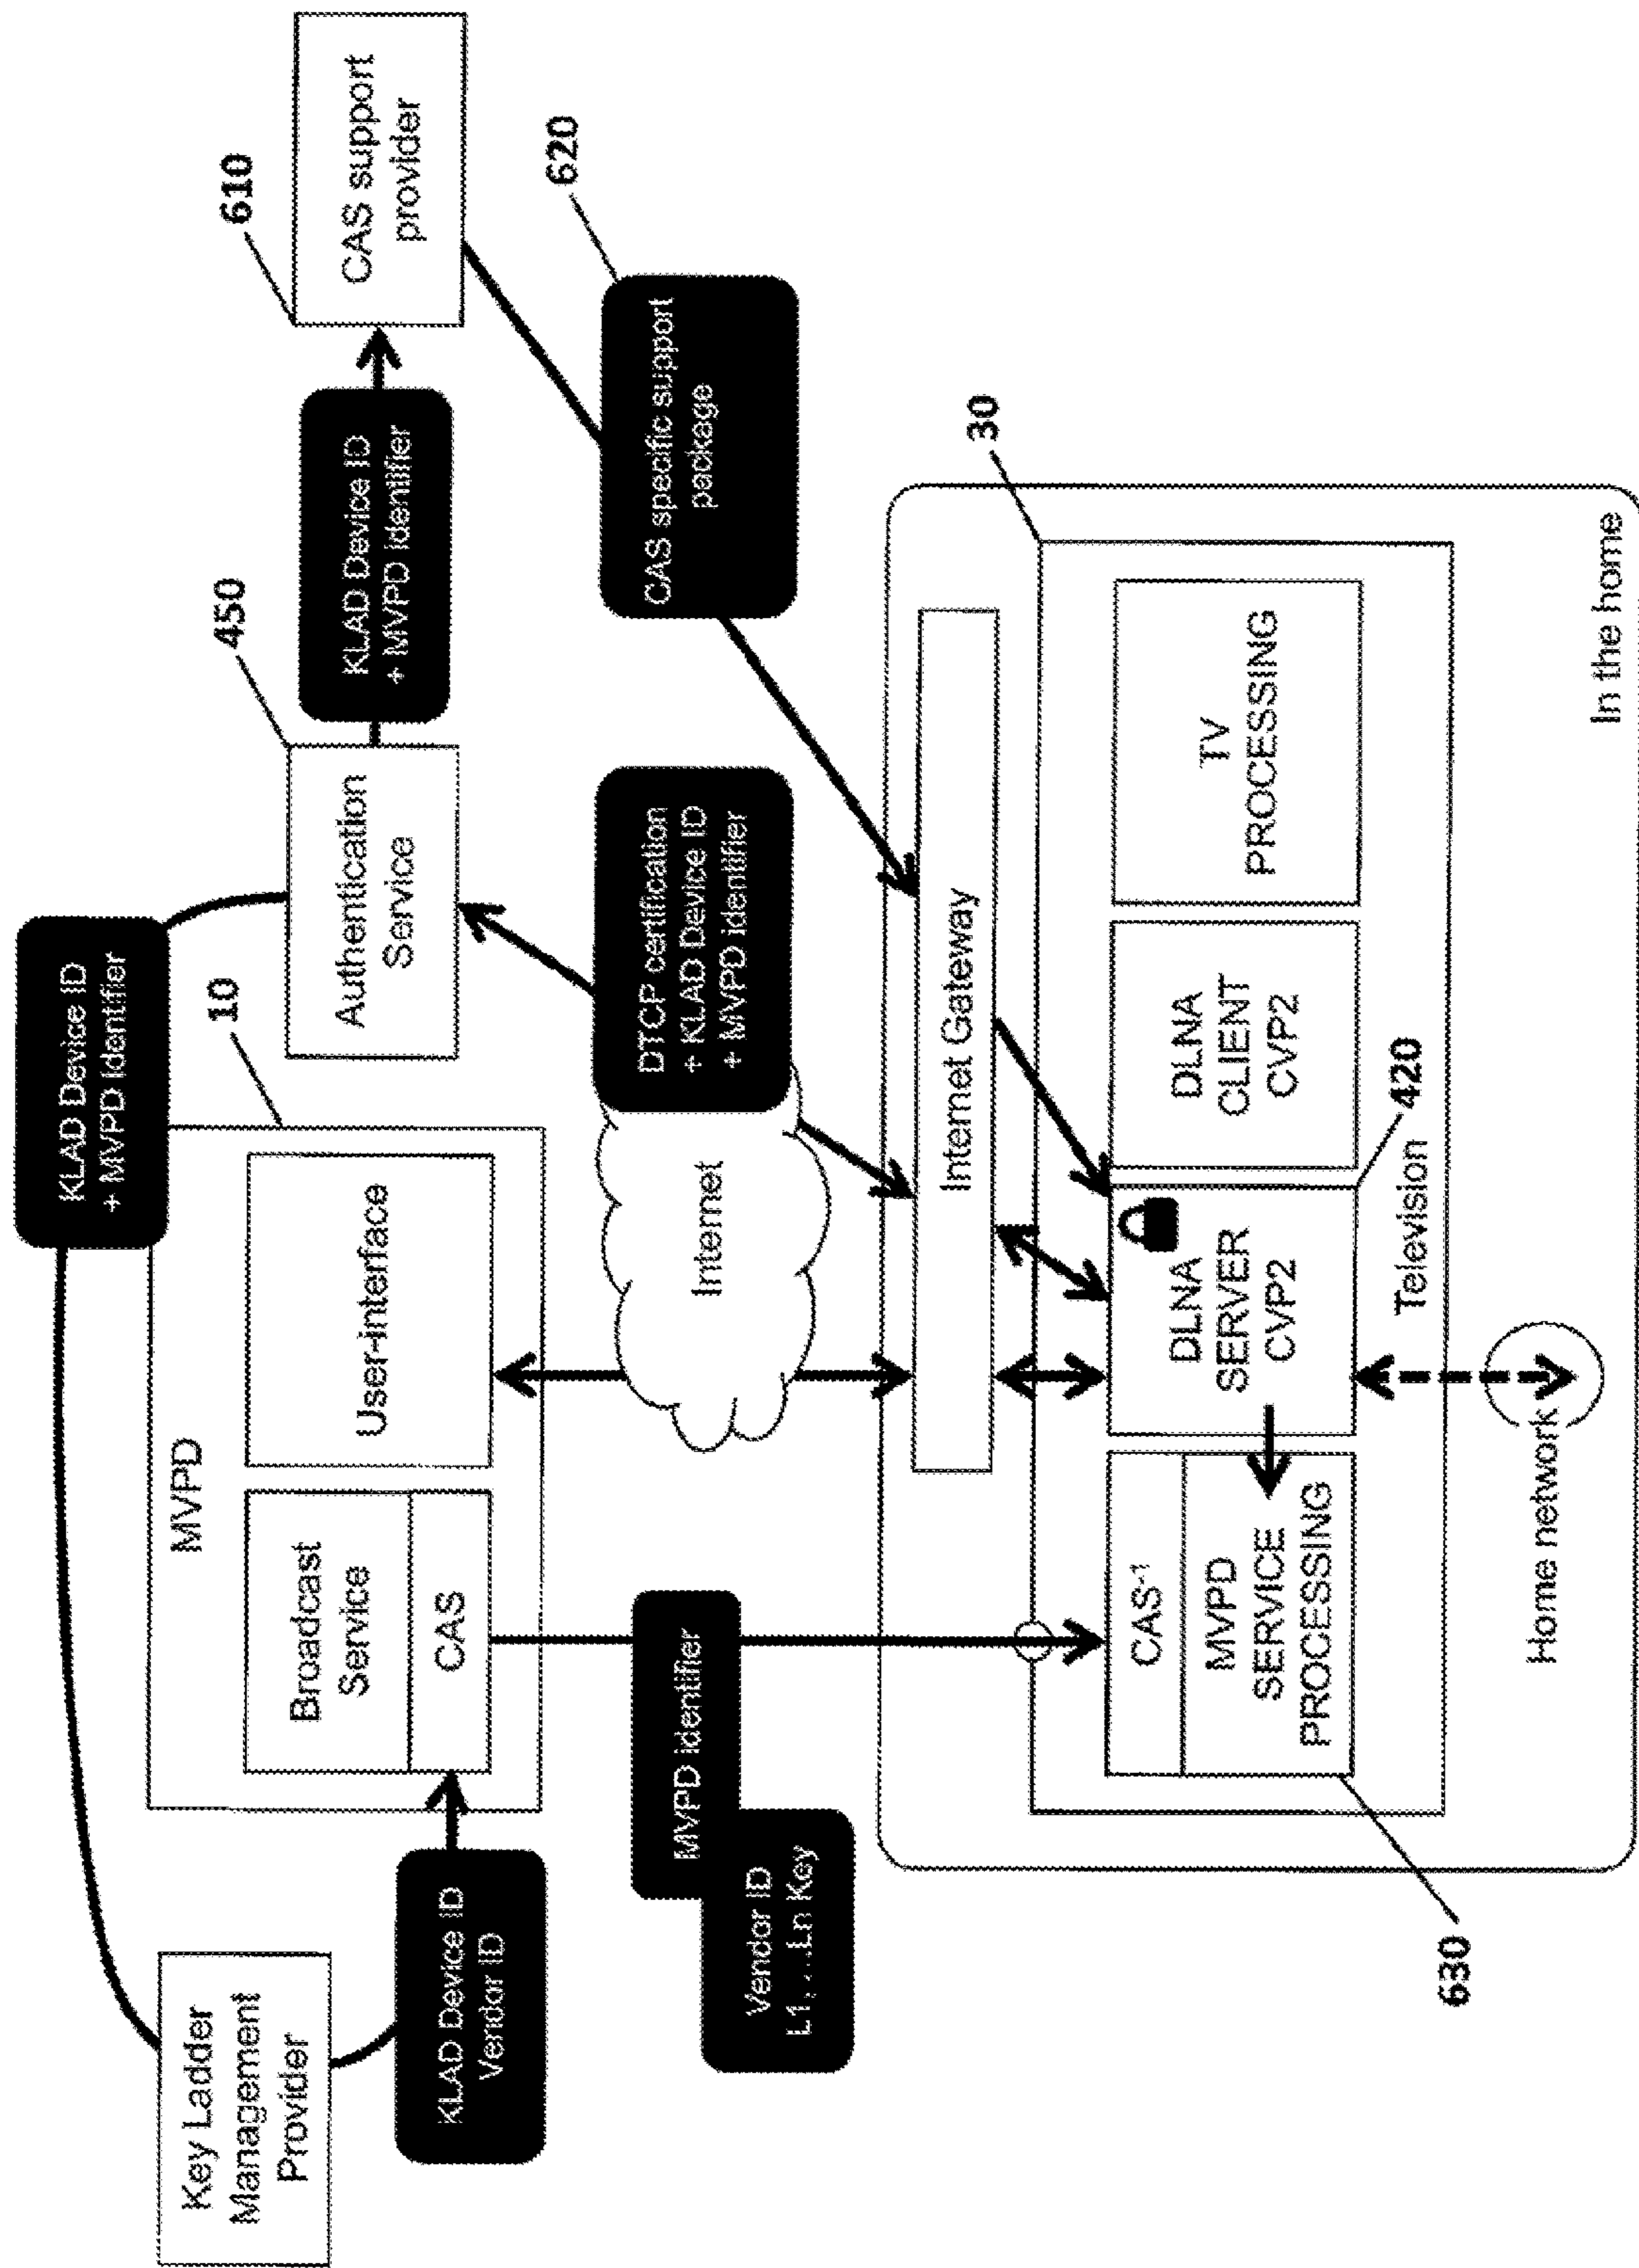 Key Ladder
Management
Provider
KLAD Device ID
+ MVPD Identifier
KLAD Device ID
Vendor ID
MVPD
10
Broadcast
Service
CAS
User-interface
450
Authentication
Service
KLAD Device ID
+ MVPD identifier
610
CAS support
provider
620
CAS specific support
package
MVPD identifier
Vendor ID
L1, ...Ln Key
Internet
DTCP certification
+ KLAD Device ID
+ MVPD identifier
30
Internet Gateway
CAS-1
MVPD
SERVICE
PROCESSING
DLNA
SERVER
CVP2
DLNA
CLIENT
CVP2
TV
PROCESSING
630
420
Television
Home network
In the home